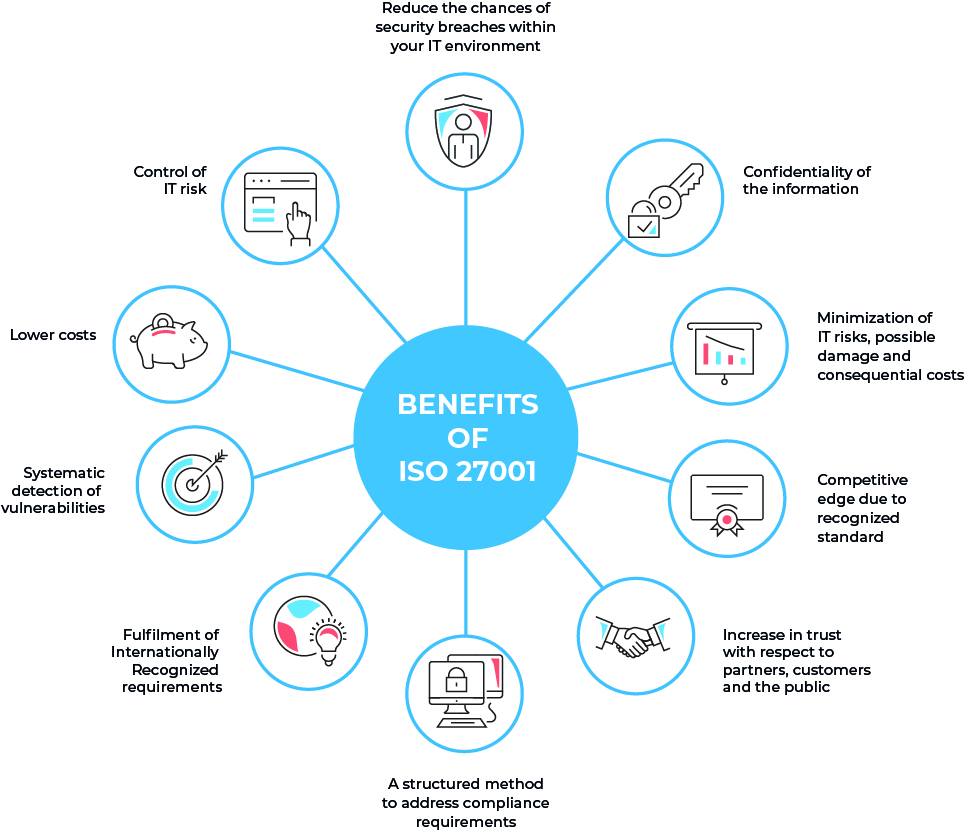 Reduce the chances of
security breaches within
your IT environment
Confidentiality of
the information
Minimization of
IT risks, possible
damage and
consequential costs
Competitive
edge due to
recognized
standard
Increase in trust
with respect to
partners, customers
and the public
A structured method
to address compliance
requirements
Fulfilment of
Internationally
Recognized
requirements
Systematic
detection of
vulnerabilities
Lower costs
Control of
IT risk
BENEFITS
OF
ISO 27001